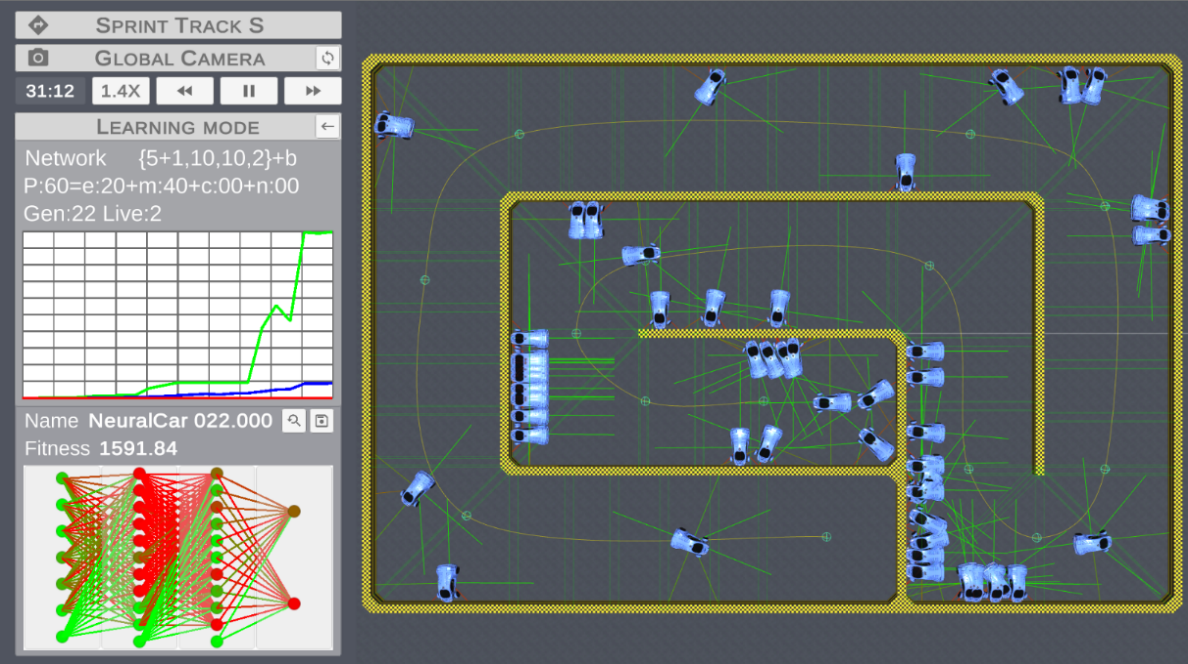 SPRINT TRACK S
GLOBAL CAMERA
31:12 1.4X
LEARNING MODE
Network {5+1,10,10,2}+b
P:60=e:20+m:40+c:00+n:00
Gen:22 Live:2
Name NeuralCar 022.000
Fitness 1591.84